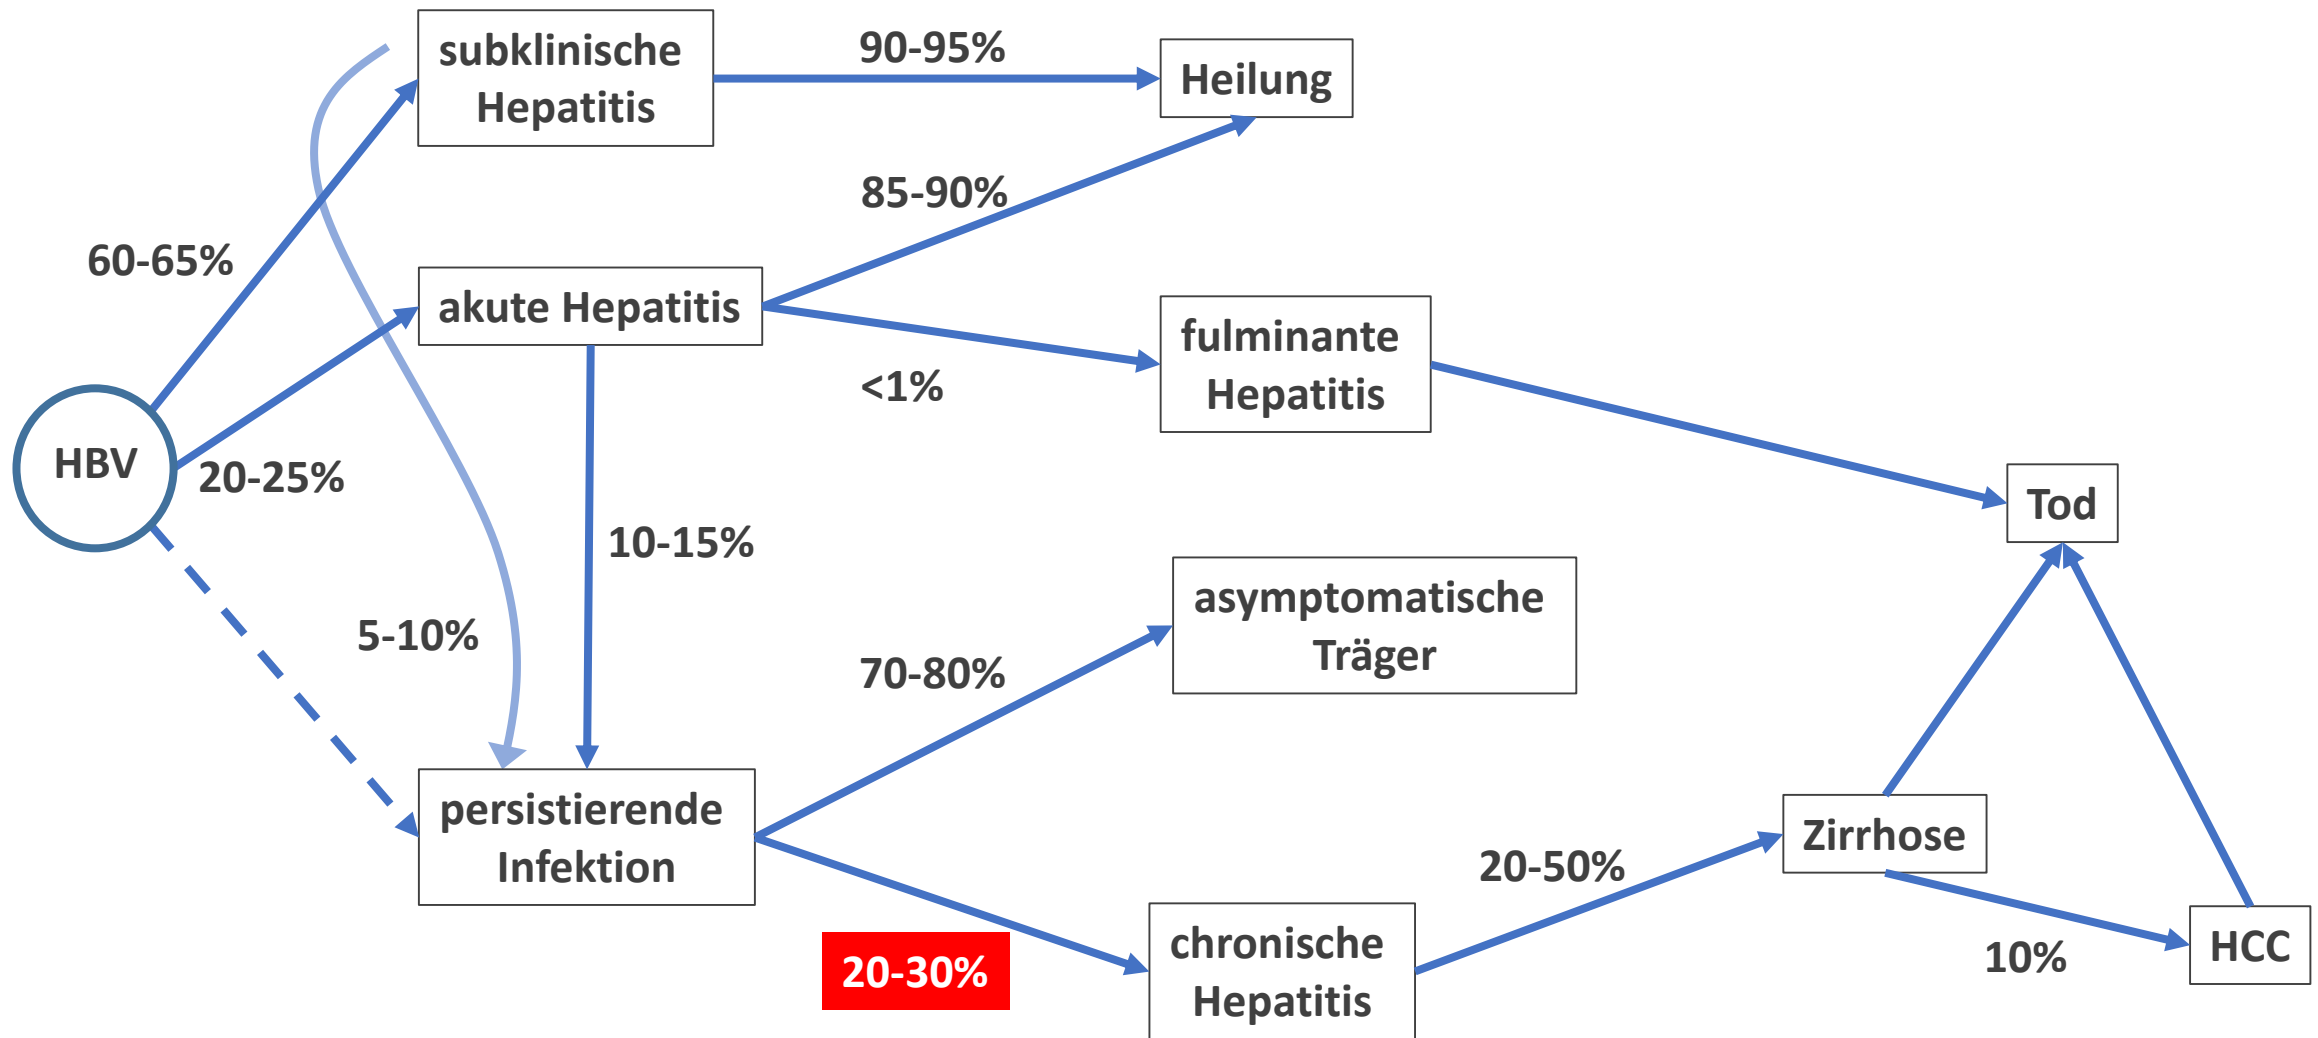 subklinische
Hepatitis
90-95%
Heilung
85-90%
60-65%
akute Hepatitis
fulminante
Hepatitis
<1%
HBV
20-25%
Tod
10-15%
asymptomatische
Träger
5-10%
70-80%
persistierende
Infektion
Zirrhose
20-50%
20-30%
chronische
Hepatitis
10%
HCC